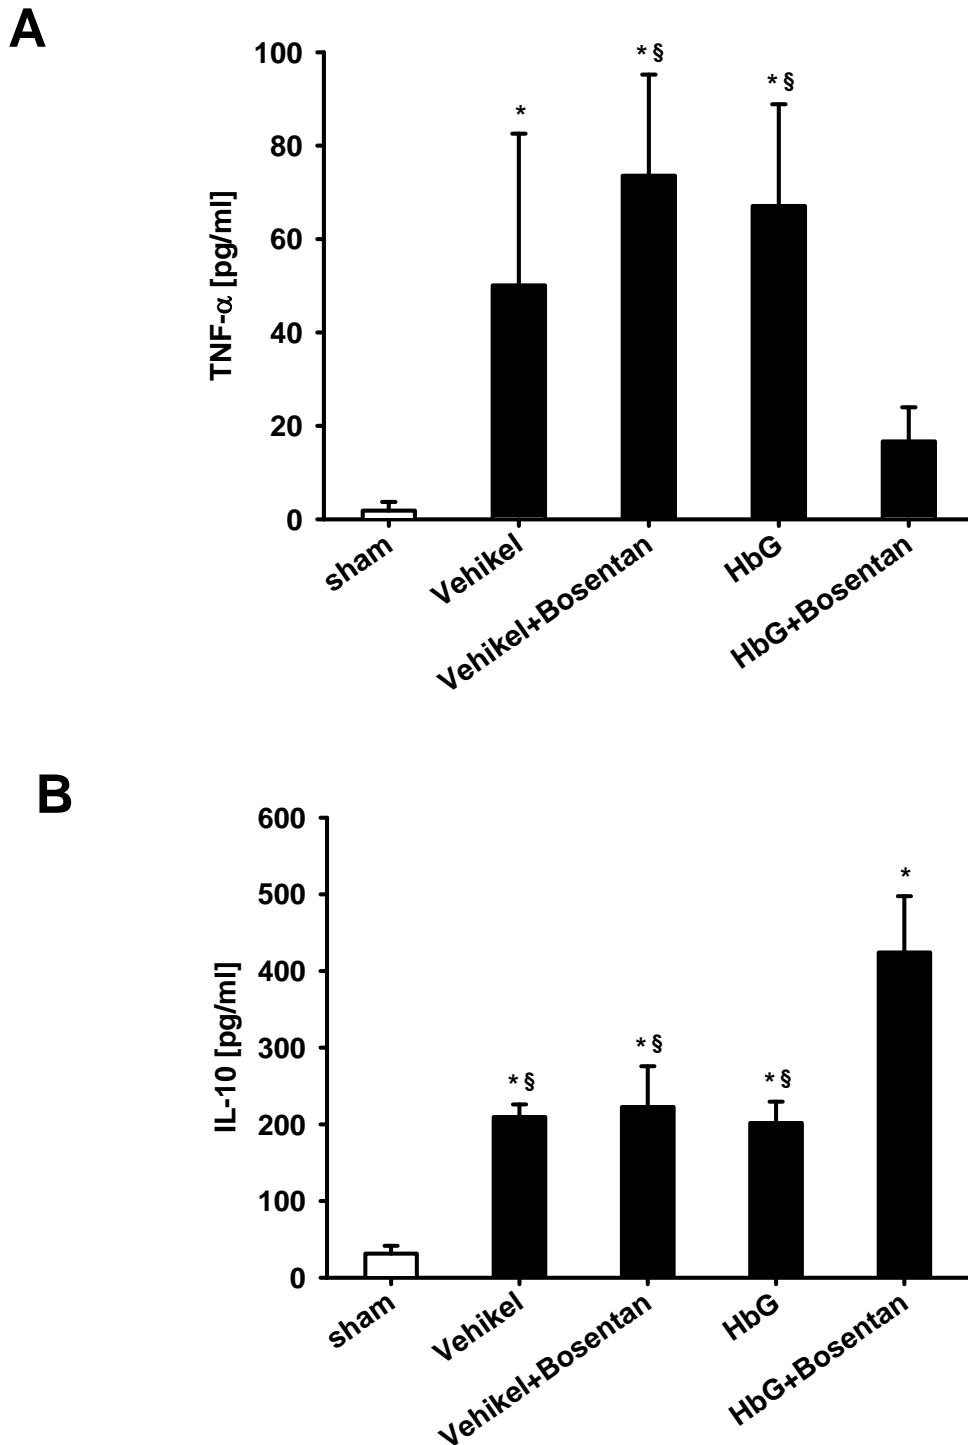 A
100
80
60
40
20
0
TNF-α [pg/ml]
*
* §
* §
sham
Vehikel
Vehikel+Bosentan
HbG
HbG+Bosentan
B
600
500
400
300
200
100
0
IL-10 [pg/ml]
* §
* §
* §
*
sham
Vehikel
Vehikel+Bosentan
HbG
HbG+Bosentan